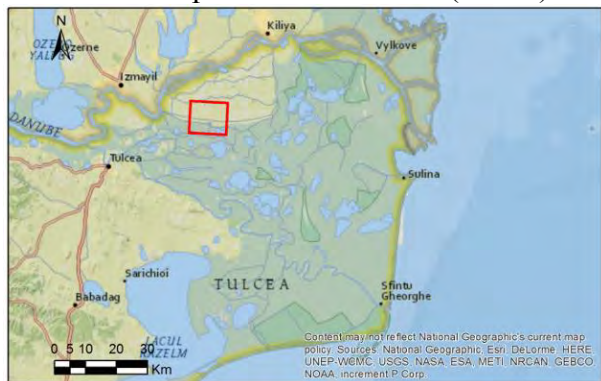 Kiliya
OZERO
Ozerne
N
Vylkove
Izmayil
DANUBE
Tulcea
Sulina
Sarichioi
TULCEA
Babadag
Sfintu
Gheorghe
ACUL
RAZELM
0 5 10 20 30
Km
Content may not reflect National Geographic's current map
policy. Sources: National Geographic, Esri, DeLorme, HERE,
UNEP-WCMC, USGS, NASA, ESA, METI, NRCAN, GEBCO,
NOAA, increment P Corp.